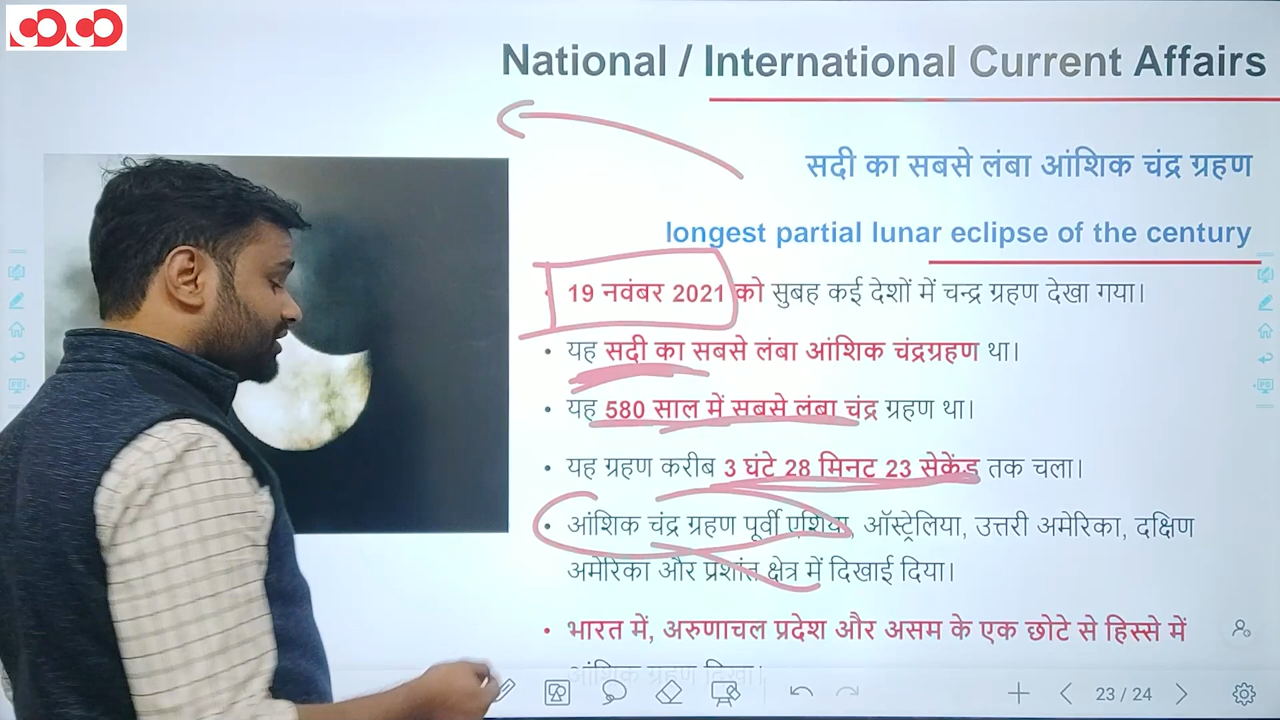 National / International Current Affairs
सदी का सबसे लंबा आंशिक चंद्र ग्रहण
longest partial lunar eclipse of the century
• 19 नवंबर 2021 को सुबह कई देशों में चन्द्र ग्रहण देखा गया।
• यह सदी का सबसे लंबा आंशिक चंद्रग्रहण था।
• यह 580 साल में सबसे लंबा चंद्र ग्रहण था।
• यह ग्रहण करीब 3 घंटे 28 मिनट 23 सेकेंड तक चला।
• आंशिक चंद्र ग्रहण पूर्वी एशिया, ऑस्ट्रेलिया, उत्तरी अमेरिका, दक्षिण
अमेरिका और प्रशांत क्षेत्र में दिखाई दिया।
• भारत में, अरुणाचल प्रदेश और असम के एक छोटे से हिस्से में
आंशिक ग्रहण दिखा।
23 / 24